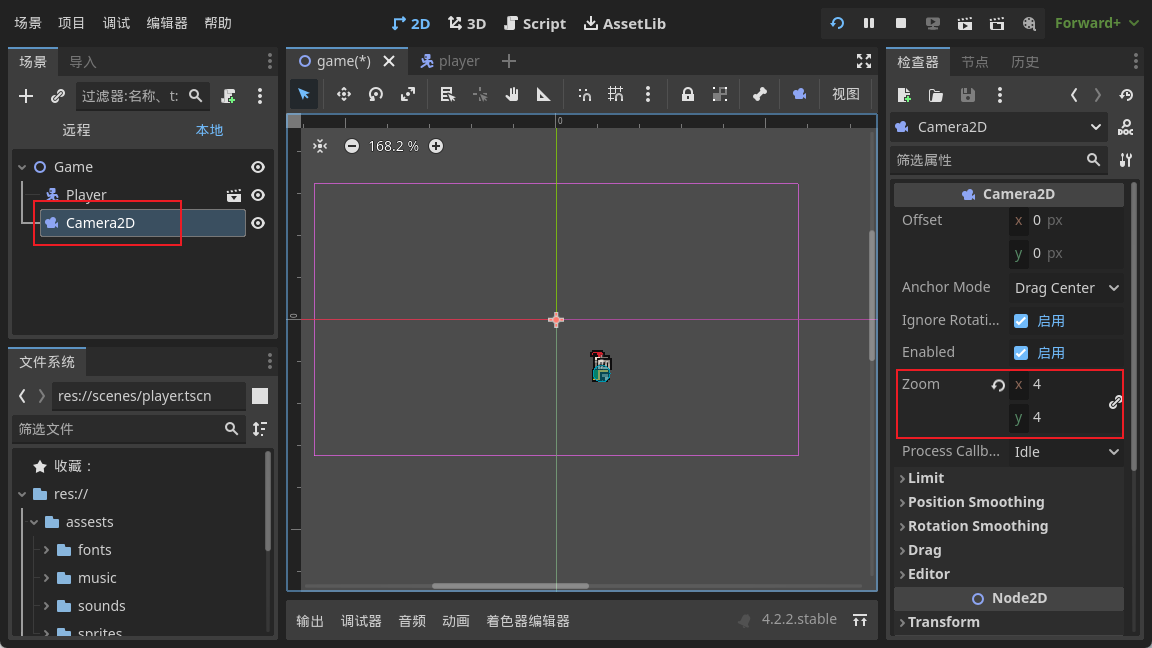 场景 项目 调试 编辑器 帮助 2D 3D Script AssetLib Forward+
场景 导入
过滤器:名称、t:
远程 本地
Game
Player
Camera2D
文件系统
res://scenes/player.tscn
筛选文件
收藏：
res://
assests
fonts
music
sounds
sprites
game(*) player
视图
0
168.2 %
0
输出 调试器 音频 动画 着色器编辑器 4.2.2.stable
检查器 节点 历史
Camera2D DOC
筛选属性
Camera2D
Offset x 0 px
y 0 px
Anchor Mode Drag Center
Ignore Rotati... 启用
Enabled 启用
Zoom x 4
y 4
Process Callb... Idle
Limit
Position Smoothing
Rotation Smoothing
Drag
Editor
Node2D
Transform